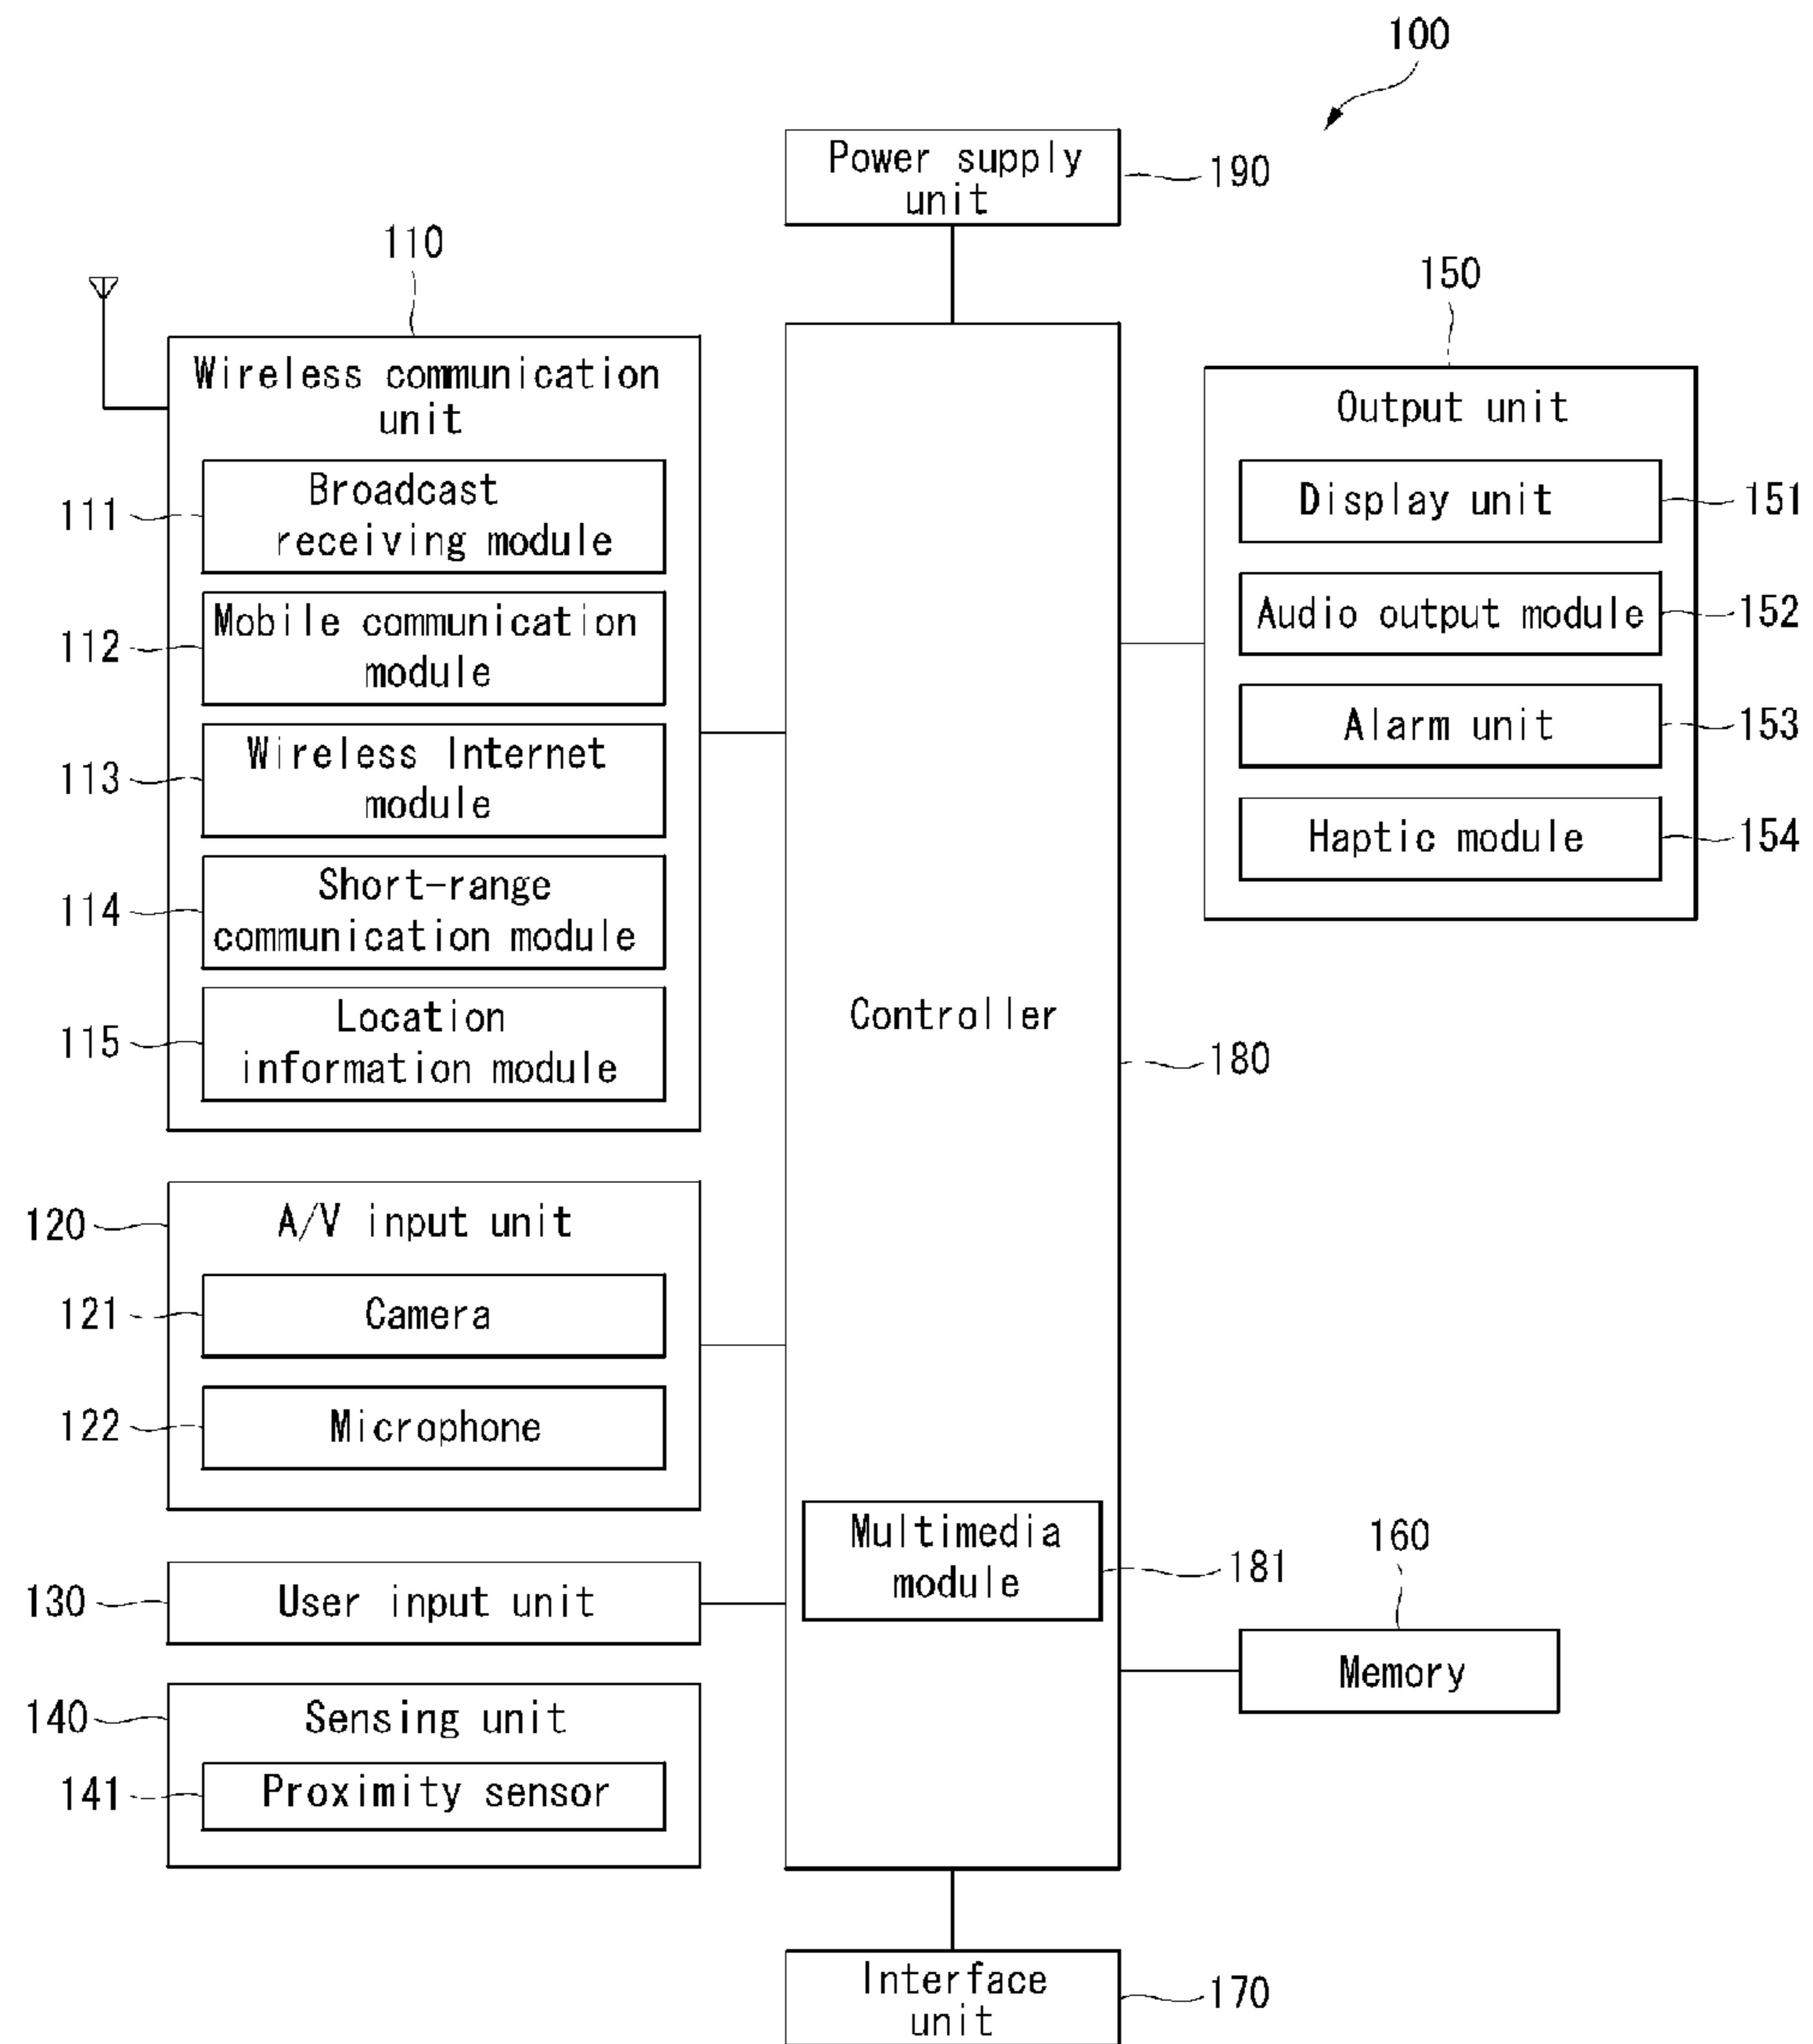 100
Power supply
unit
190
110
Wireless communication
unit
Broadcast
receiving module
111
Mobile communication
module
112
Wireless Internet
module
113
Short-range
communication module
114
Location
information module
115
150
Output unit
Display unit
151
Audio output module
152
Alarm unit
153
Haptic module
154
Controller
180
120
A/V input unit
121
Camera
122
Microphone
Multimedia
module
181
130
User input unit
160
Memory
140
Sensing unit
141
Proximity sensor
Interface
unit
170